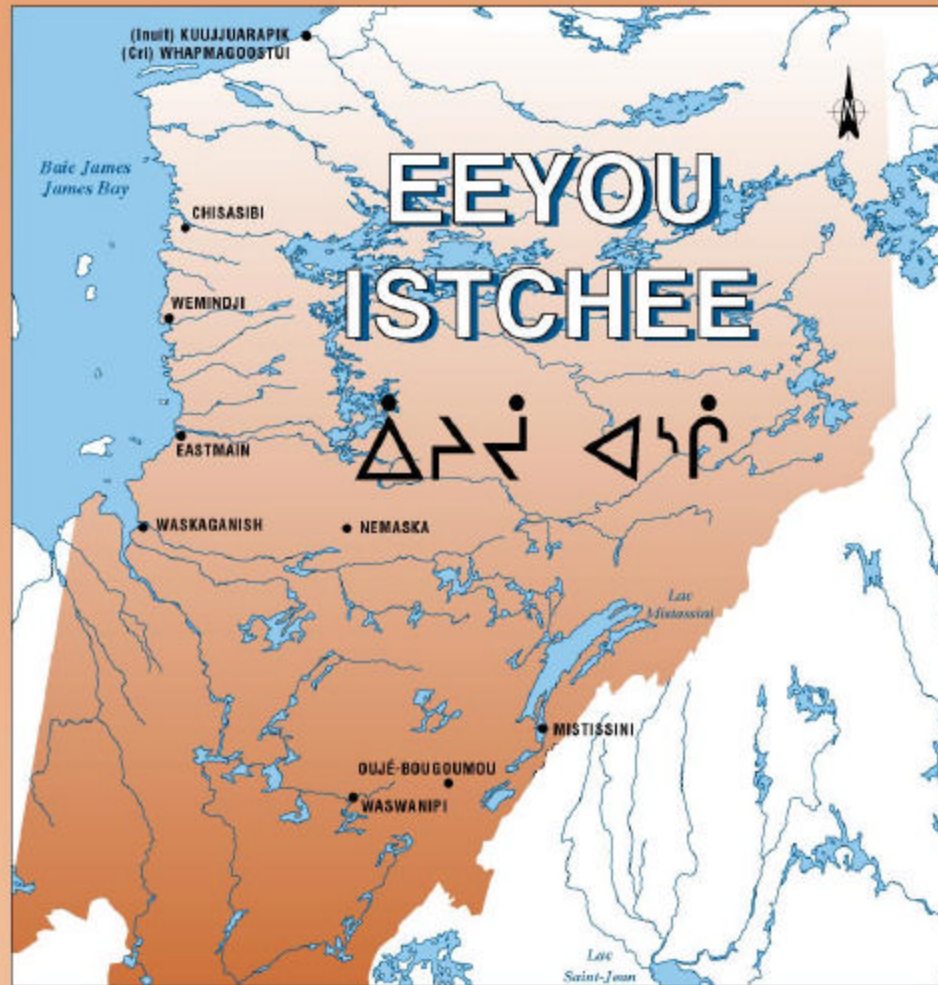 (Inuit) KUUJJUARAPIK
(Cri) WHAPMAGOOSTUI
N
Baie James
James Bay
EEYOU
ISTCHEE
CHISASIBI
WEMINDJI
ᐄᔨᔫ ᐊᔅᒌ
EASTMAIN
WASKAGANISH
NEMASKA
Lac
Mistassini
MISTISSINI
OUJÉ-BOUGOUMOU
WASWANIPI
Lac
Saint-Jean